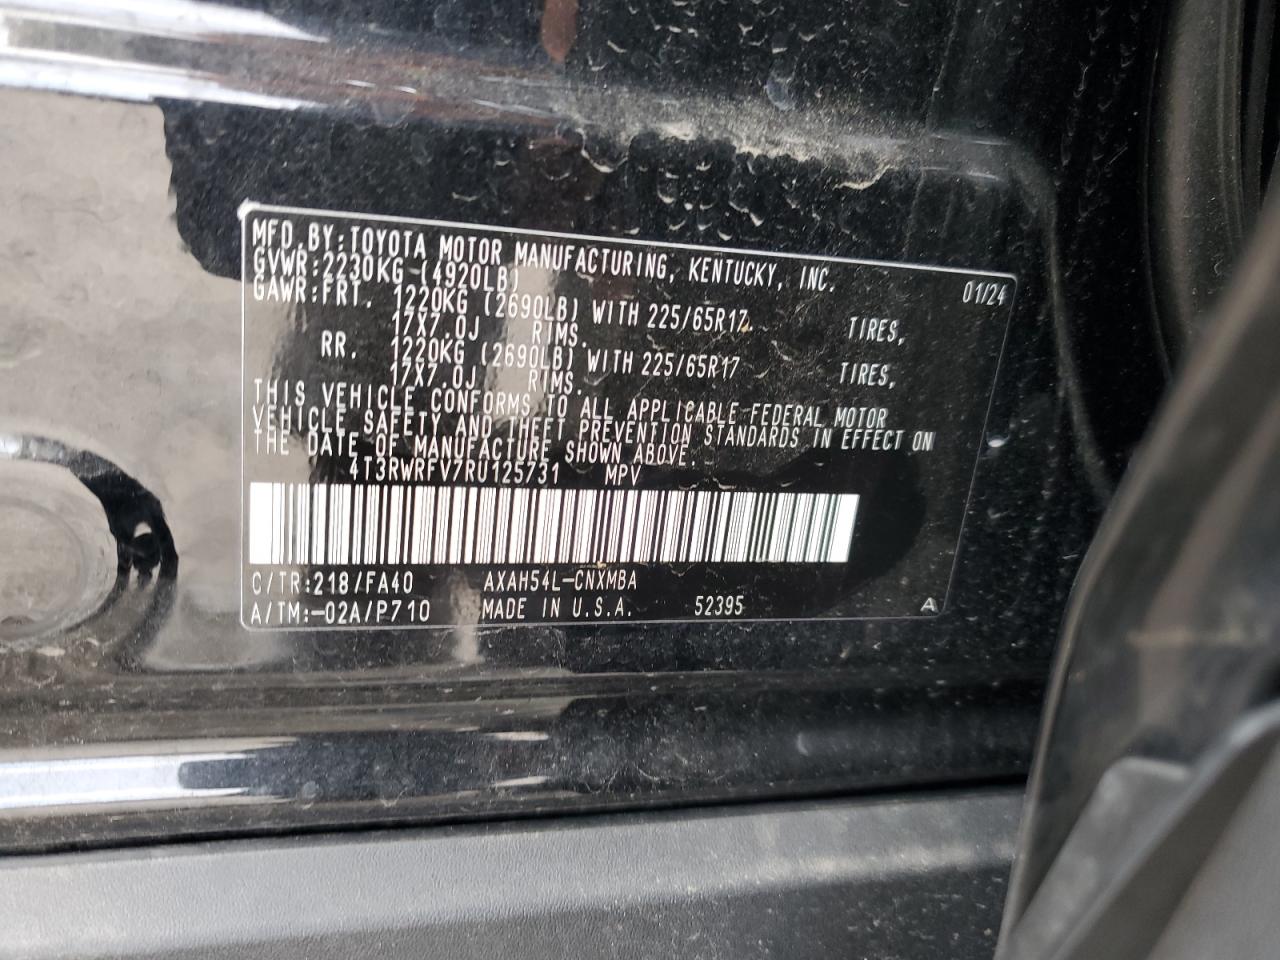 MFD.BY:TOYOTA MOTOR MANUFACTURING, KENTUCKY, INC.
GVWR:2230KG (4920LB) 01/24
GAWR:FRT. 1220KG (2690LB) WITH 225/65R17 TIRES,
17X7.0J RIMS.
RR. 1220KG (2690LB) WITH 225/65R17 TIRES,
17X7.0J RIMS.
THIS VEHICLE CONFORMS TO ALL APPLICABLE FEDERAL MOTOR
VEHICLE SAFETY AND THEFT PREVENTION STANDARDS IN EFFECT ON
THE DATE OF MANUFACTURE SHOWN ABOVE.
4T3RWRFV7RU125731 MPV
C/TR:218/FA40 AXAH54L-CNXMBA
A/TM:-02A/P710 MADE IN U.S.A. 52395 A